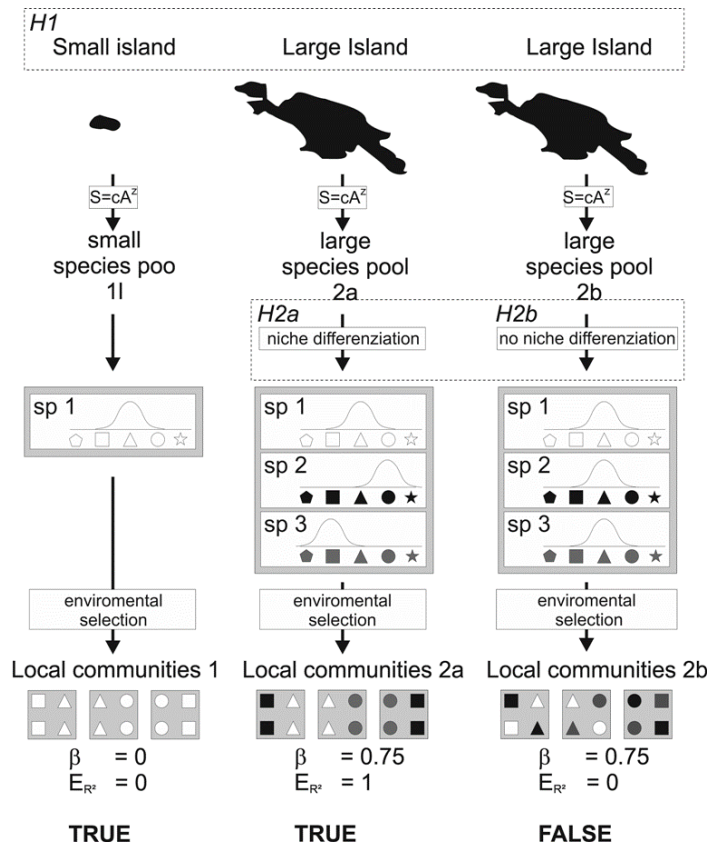 H1
Small island Large Island Large Island
S=cA^z S=cA^z S=cA^z
small large large
species poo species pool species pool
1l 2a 2b
H2a H2b
niche differenziation no niche differenziation
sp 1 sp 1 sp 1
sp 2 sp 2
sp 3 sp 3
enviromental enviromental enviromental
selection selection selection
Local communities 1 Local communities 2a Local communities 2b
β = 0 β = 0.75 β = 0.75
E_R² = 0 E_R² = 1 E_R² = 0
TRUE TRUE FALSE